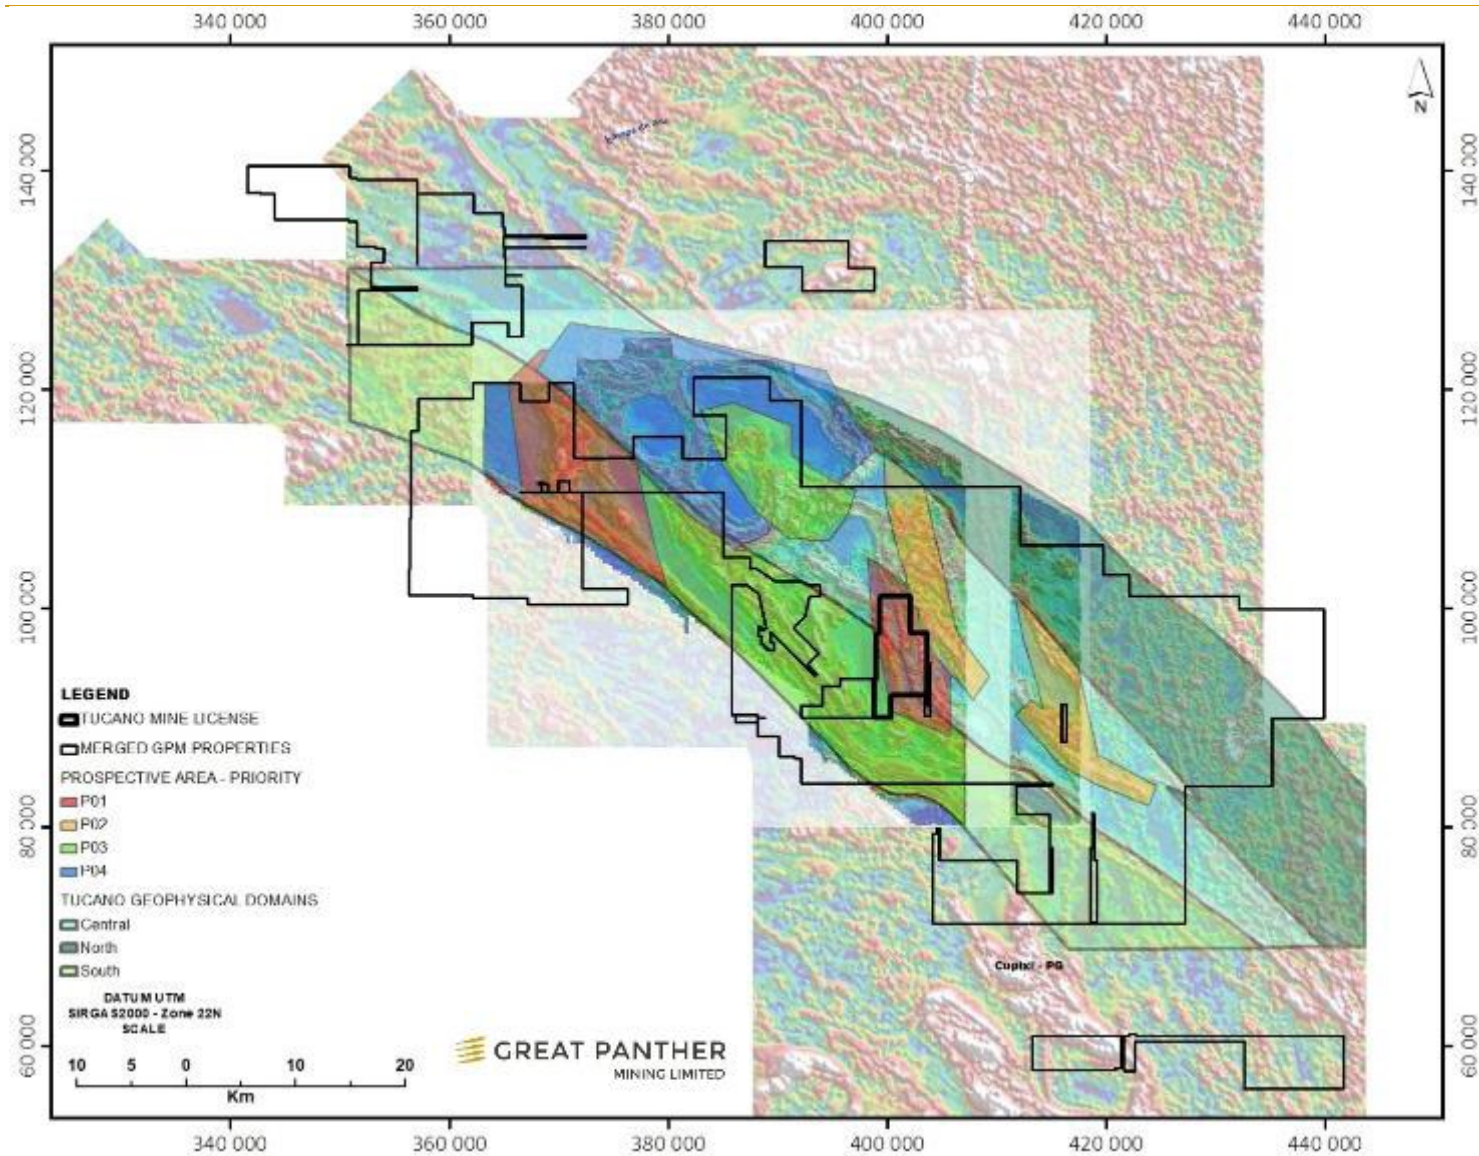 340 000 360 000 380 000 400 000 420 000 440 000
N
140 000
140 000
120 000
120 000
100 000
100 000
80 000
80 000
60 000
60 000
LEGEND
TUCANO MINE LICENSE
MERGED GPM PROPERTIES
PROSPECTIVE AREA - PRIORITY
P01
P02
P03
P04
TUCANO GEOPHYSICAL DOMAINS
Central
North
South
DATUM UTM
SIRGAS2000 - Zone 22N
SCALE
10 5 0 10 20
Km
GREAT PANTHER
MINING LIMITED
Cupixi - PG
340 000 360 000 380 000 400 000 420 000 440 000